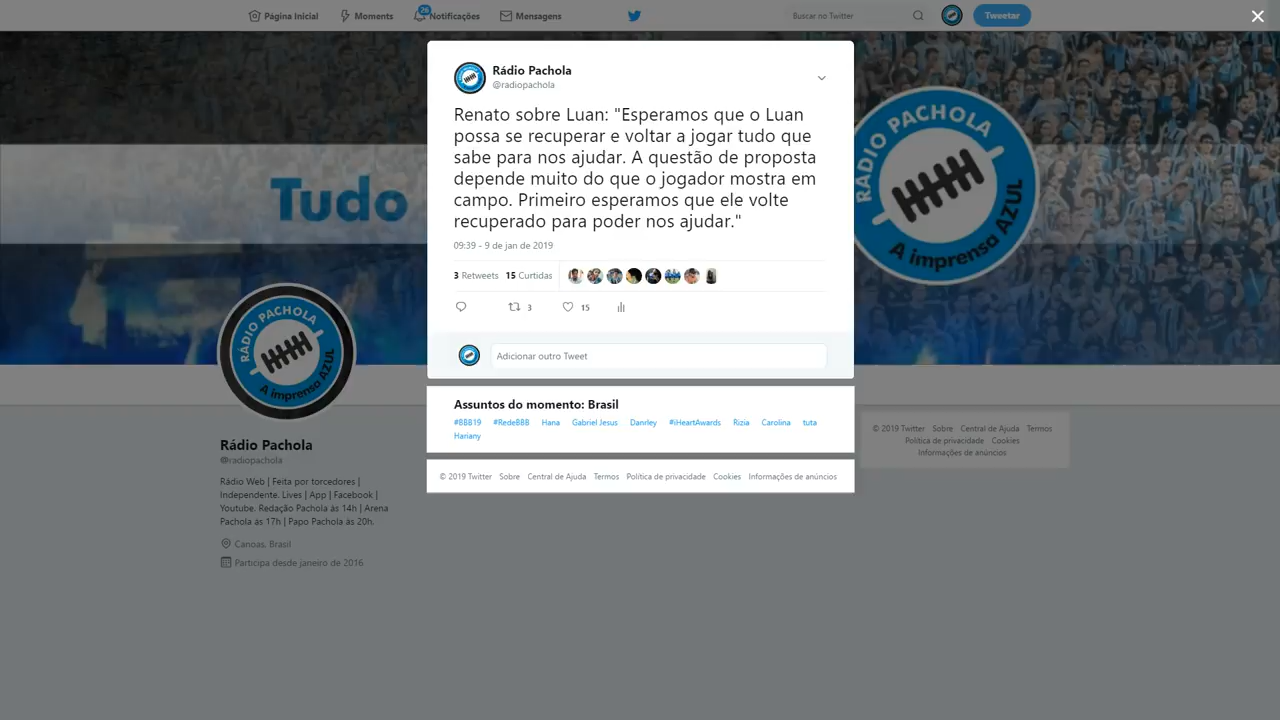 Página Inicial Moments 26 Notificações Mensagens Buscar no Twitter Tweetar
Rádio Pachola
@radiopachola
Renato sobre Luan: "Esperamos que o Luan
possa se recuperar e voltar a jogar tudo que
sabe para nos ajudar. A questão de proposta
depende muito do que o jogador mostra em
campo. Primeiro esperamos que ele volte
recuperado para poder nos ajudar."
09:39 - 9 de jan de 2019
3 Retweets 15 Curtidas
3 15
Adicionar outro Tweet
Assuntos do momento: Brasil
#BBB19 #RedeBBB Hana Gabriel Jesus Danrley #iHeartAwards Rizia Carolina tuta
Hariany
© 2019 Twitter Sobre Central de Ajuda Termos Política de privacidade Cookies Informações de anúncios
Tudo
RÁDIO PACHOLA
A imprensa AZUL
RÁDIO PACHOLA
A imprensa AZUL
Rádio Pachola
@radiopachola
Rádio Web | Feita por torcedores |
Independente. Lives | App | Facebook |
Youtube. Redação Pachola às 14h | Arena
Pachola às 17h | Papo Pachola às 20h.
Canoas, Brasil
Participa desde janeiro de 2016
© 2019 Twitter Sobre Central de Ajuda Termos
Política de privacidade Cookies
Informações de anúncios